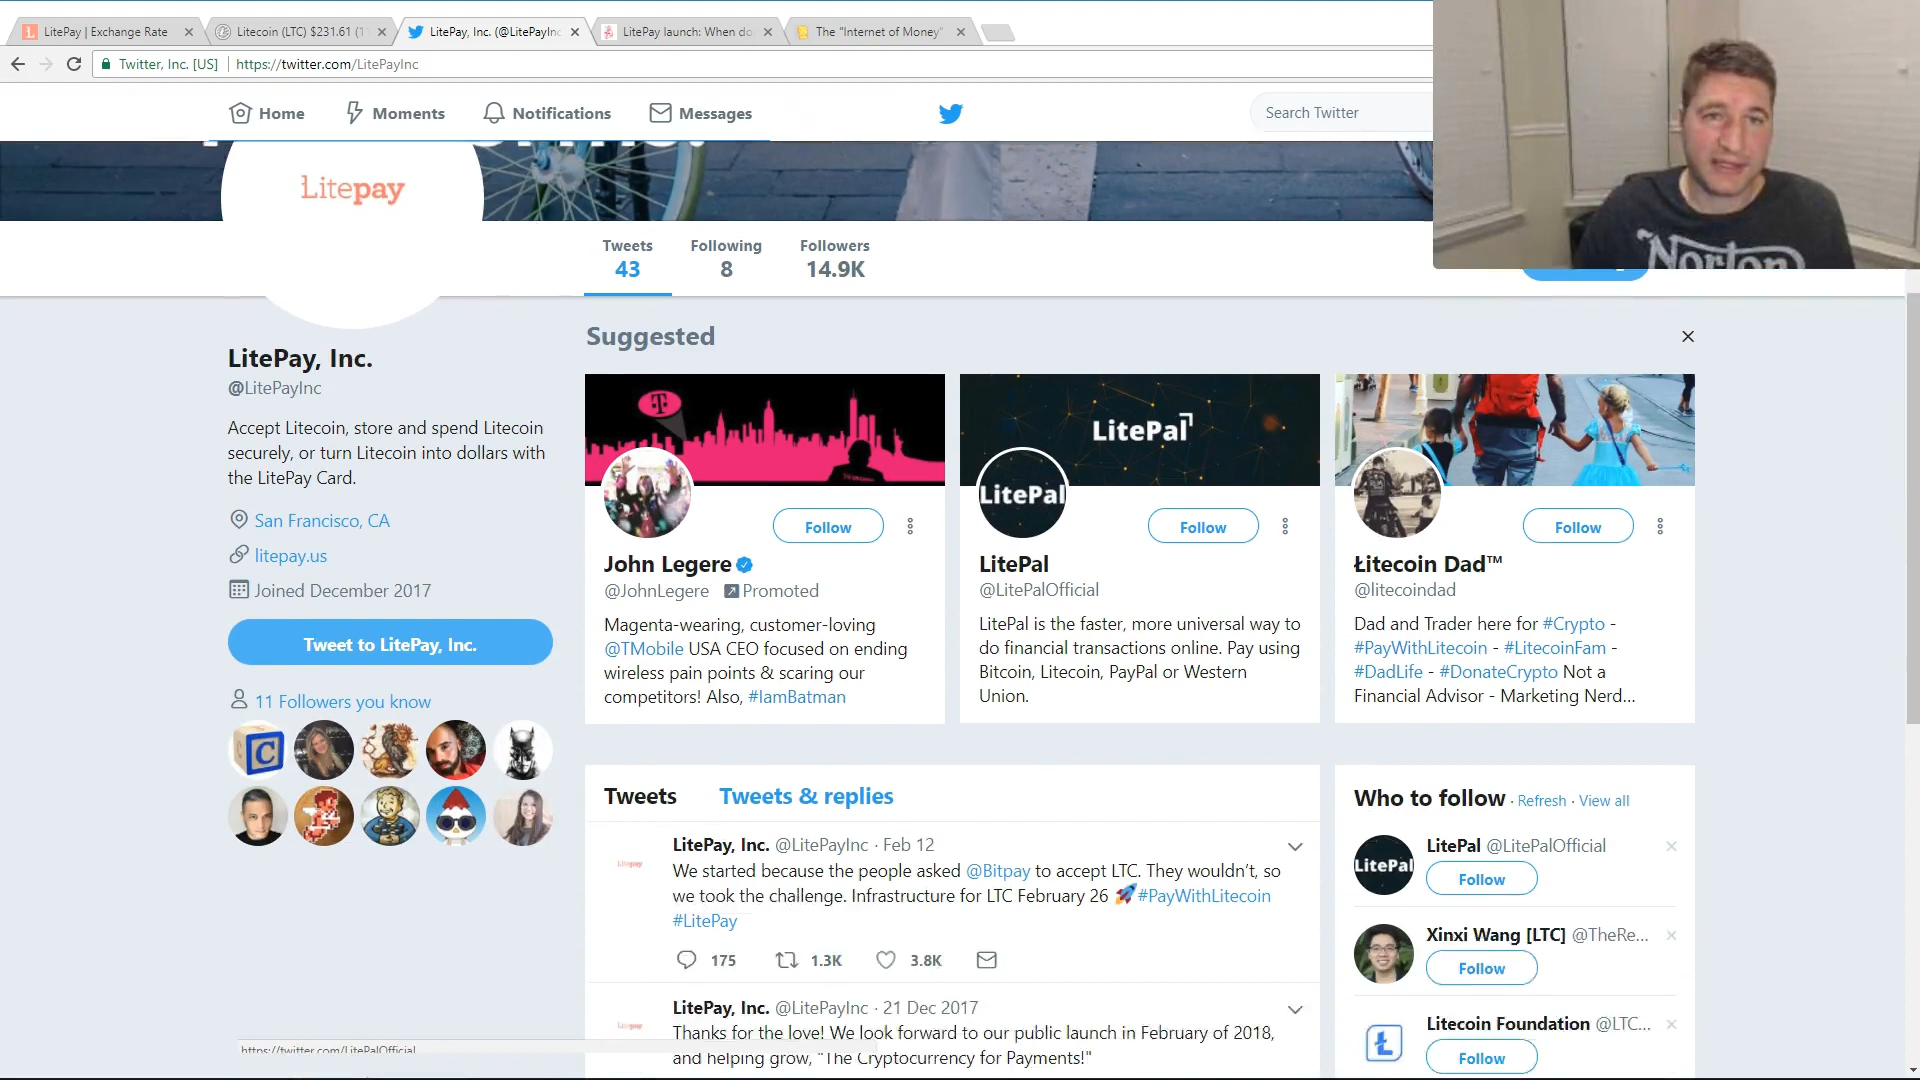 LitePay | Exchange Rate
Litecoin (LTC) $231.61 (1
LitePay, Inc. (@LitePayInc
LitePay launch: When do
The "Internet of Money"
Twitter, Inc. [US]
https://twitter.com/LitePayInc
Home
Moments
Notifications
Messages
Search Twitter
Norton
Litepay
Tweets
43
Following
8
Followers
14.9K
LitePay, Inc.
@LitePayInc
Accept Litecoin, store and spend Litecoin
securely, or turn Litecoin into dollars with
the LitePay Card.
San Francisco, CA
litepay.us
Joined December 2017
Tweet to LitePay, Inc.
11 Followers you know
C
Suggested
T
Follow
John Legere
@JohnLegere Promoted
Magenta-wearing, customer-loving
@TMobile USA CEO focused on ending
wireless pain points & scaring our
competitors! Also, #IamBatman
LitePal
LitePal
Follow
LitePal
@LitePalOfficial
LitePal is the faster, more universal way to
do financial transactions online. Pay using
Bitcoin, Litecoin, PayPal or Western
Union.
Follow
Łitecoin Dad™
@litecoindad
Dad and Trader here for #Crypto -
#PayWithLitecoin - #LitecoinFam -
#DadLife - #DonateCrypto Not a
Financial Advisor - Marketing Nerd...
Tweets
Tweets & replies
Litepay
LitePay, Inc. @LitePayInc · Feb 12
We started because the people asked @Bitpay to accept LTC. They wouldn't, so
we took the challenge. Infrastructure for LTC February 26 🚀#PayWithLitecoin
#LitePay
175
1.3K
3.8K
Litepay
LitePay, Inc. @LitePayInc · 21 Dec 2017
Thanks for the love! We look forward to our public launch in February of 2018,
and helping grow, "The Cryptocurrency for Payments!"
Who to follow · Refresh · View all
LitePal
LitePal @LitePalOfficial
Follow
Xinxi Wang [LTC] @TheRe...
Follow
Litecoin Foundation @LTC...
Follow
https://twitter.com/LitePalOfficial